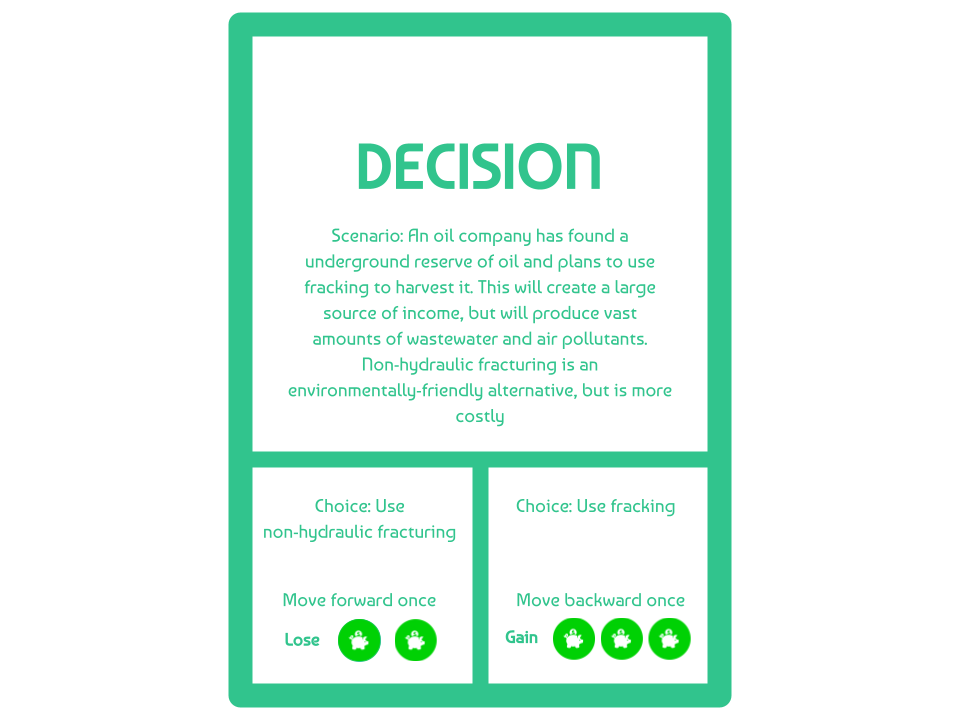 DECISION
Scenario: An oil company has found a
underground reserve of oil and plans to use
fracking to harvest it. This will create a large
source of income, but will produce vast
amounts of wastewater and air pollutants.
Non-hydraulic fracturing is an
environmentally-friendly alternative, but is more
costly
Choice: Use
non-hydraulic fracturing
Move forward once
Lose
Choice: Use fracking
Move backward once
Gain